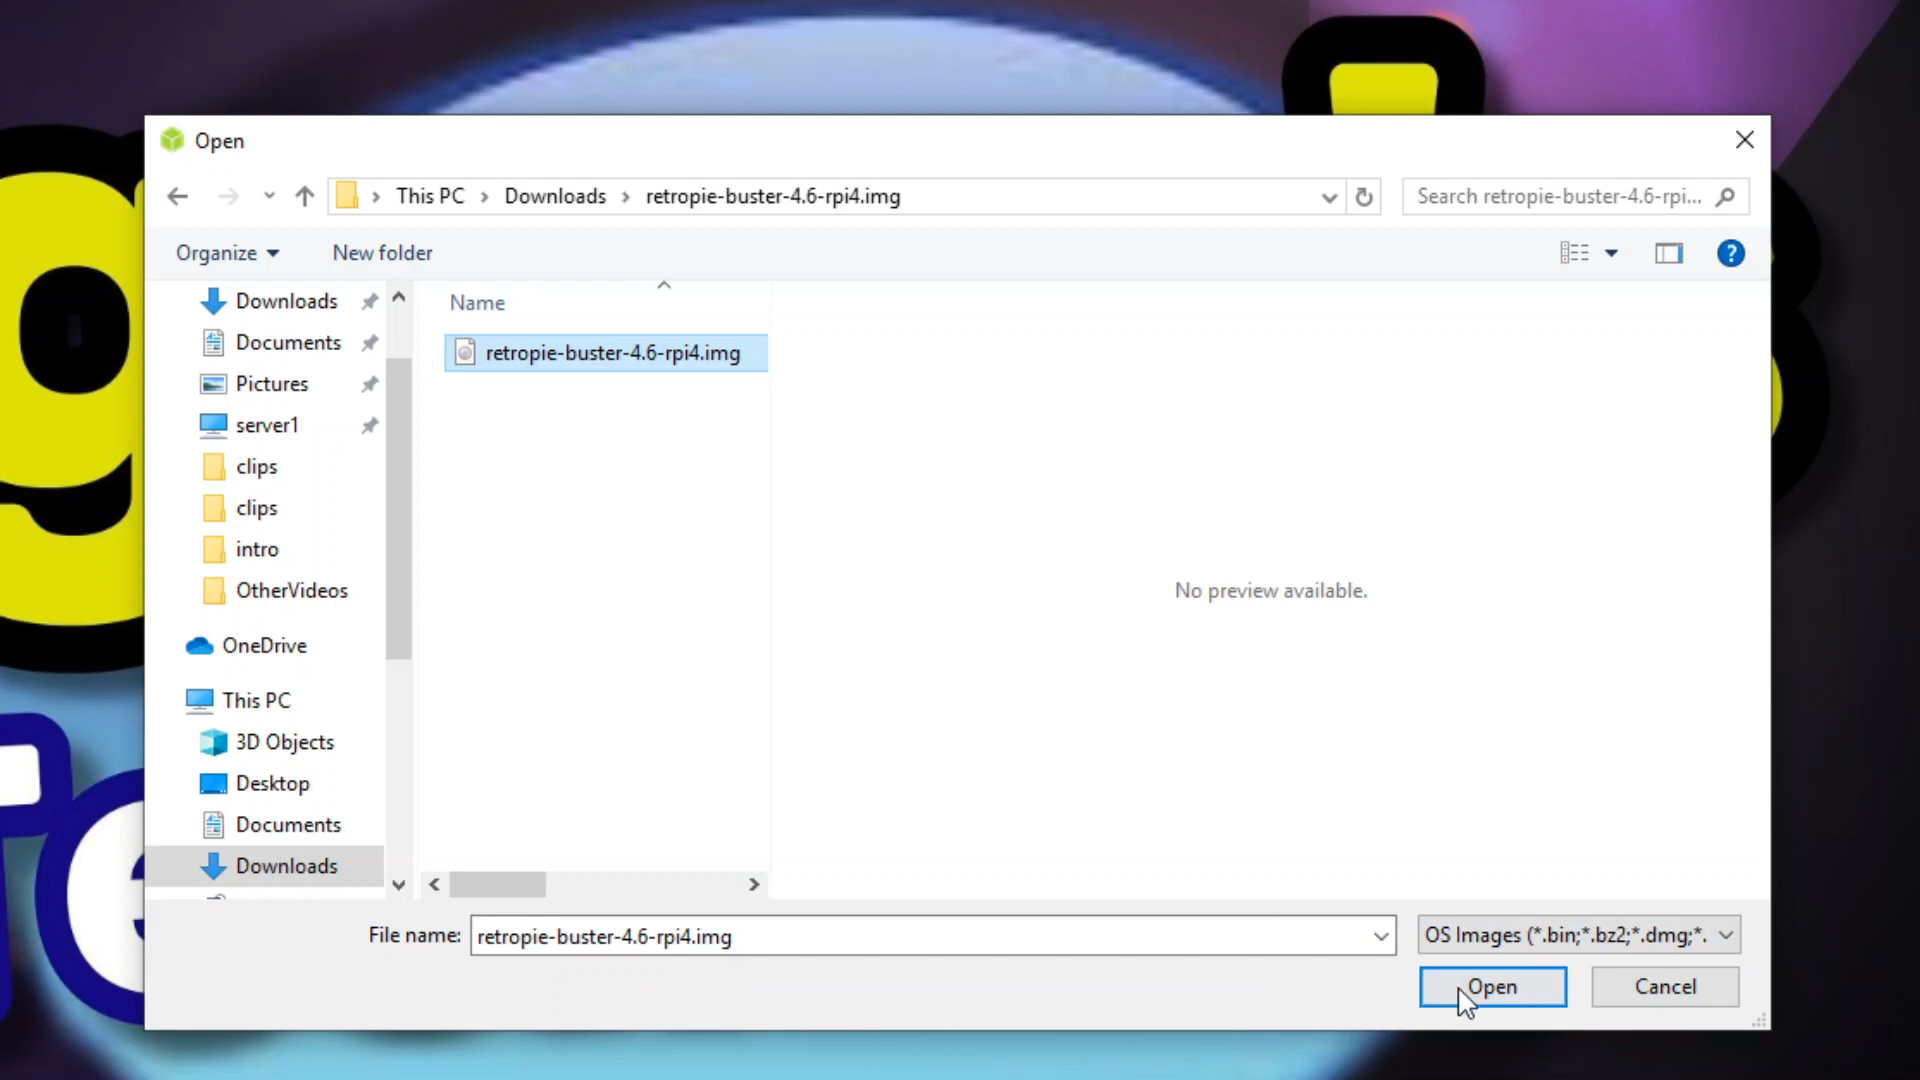 Open
This PC > Downloads > retropie-buster-4.6-rpi4.img
Search retropie-buster-4.6-rpi...
Organize
New folder
?
Downloads
Documents
Pictures
server1
clips
clips
intro
OtherVideos
OneDrive
This PC
3D Objects
Desktop
Documents
Downloads
Name
retropie-buster-4.6-rpi4.img
No preview available.
File name:
retropie-buster-4.6-rpi4.img
OS Images (*.bin;*.bz2;*.dmg;*.
Open
Cancel